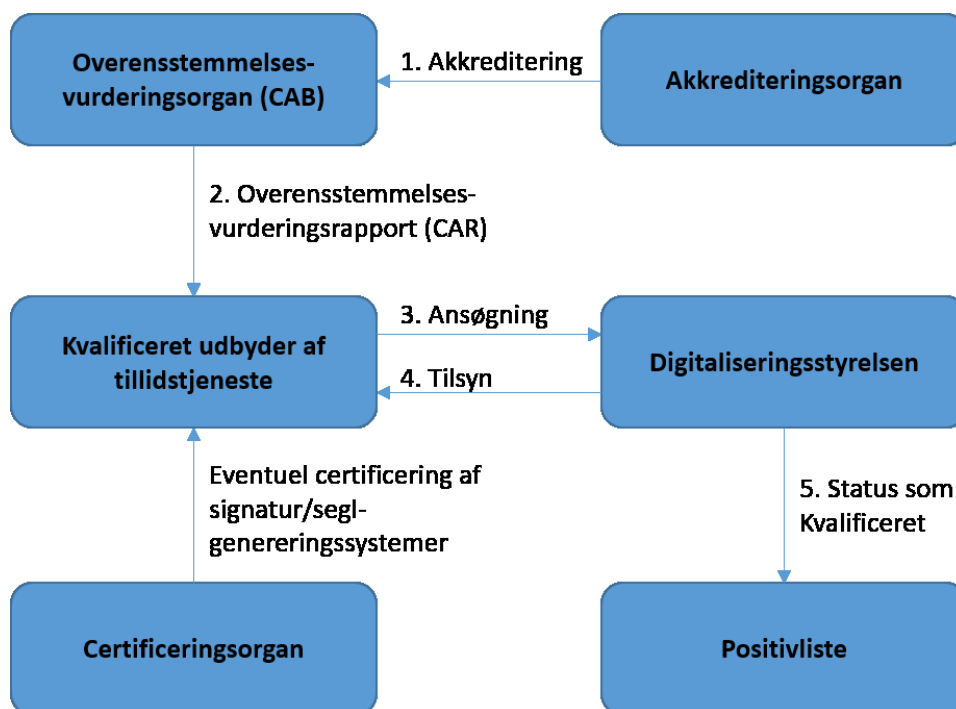 Overensstemmelses-
vurderingsorgan (CAB)
1. Akkreditering
Akkrediteringsorgan
2. Overensstemmelses-
vurderingsrapport (CAR)
Kvalificeret udbyder af
tillidstjeneste
3. Ansøgning
4. Tilsyn
Digitaliseringsstyrelsen
Eventuel certificering af
signatur/segl-
genereringssystemer
5. Status som
Kvalificeret
Certificeringsorgan
Positivliste